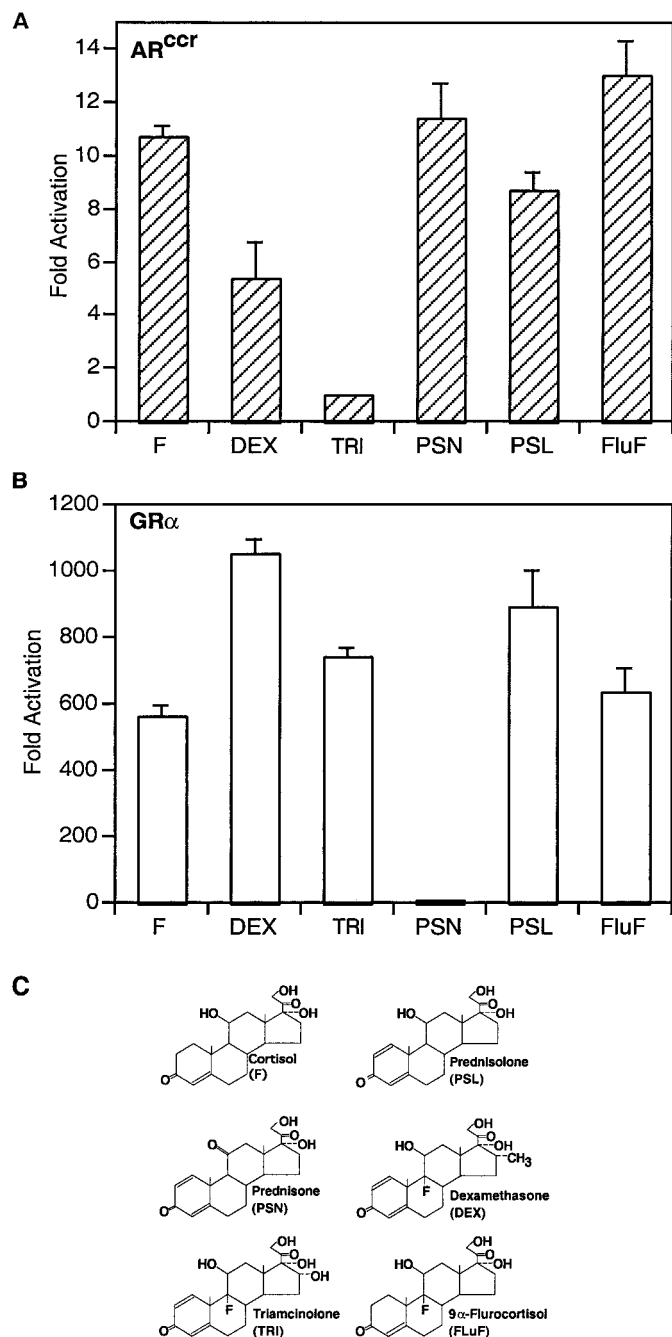 A
AR^ccr
Fold Activation
14
12
10
8
6
4
2
0
F DEX TRI PSN PSL FluF
B
GRα
Fold Activation
1200
1000
800
600
400
200
0
F DEX TRI PSN PSL FluF
C
OH
O
HO OH
O
Cortisol
(F)
OH
O
HO OH
O
Prednisolone
(PSL)
OH
O
O OH
O
Prednisone
(PSN)
OH
O
HO OH
CH3
F
O
Dexamethasone
(DEX)
OH
O
HO OH
OH
F
O
Triamcinolone
(TRI)
OH
O
HO OH
F
O
9α-Flurocortisol
(FLuF)